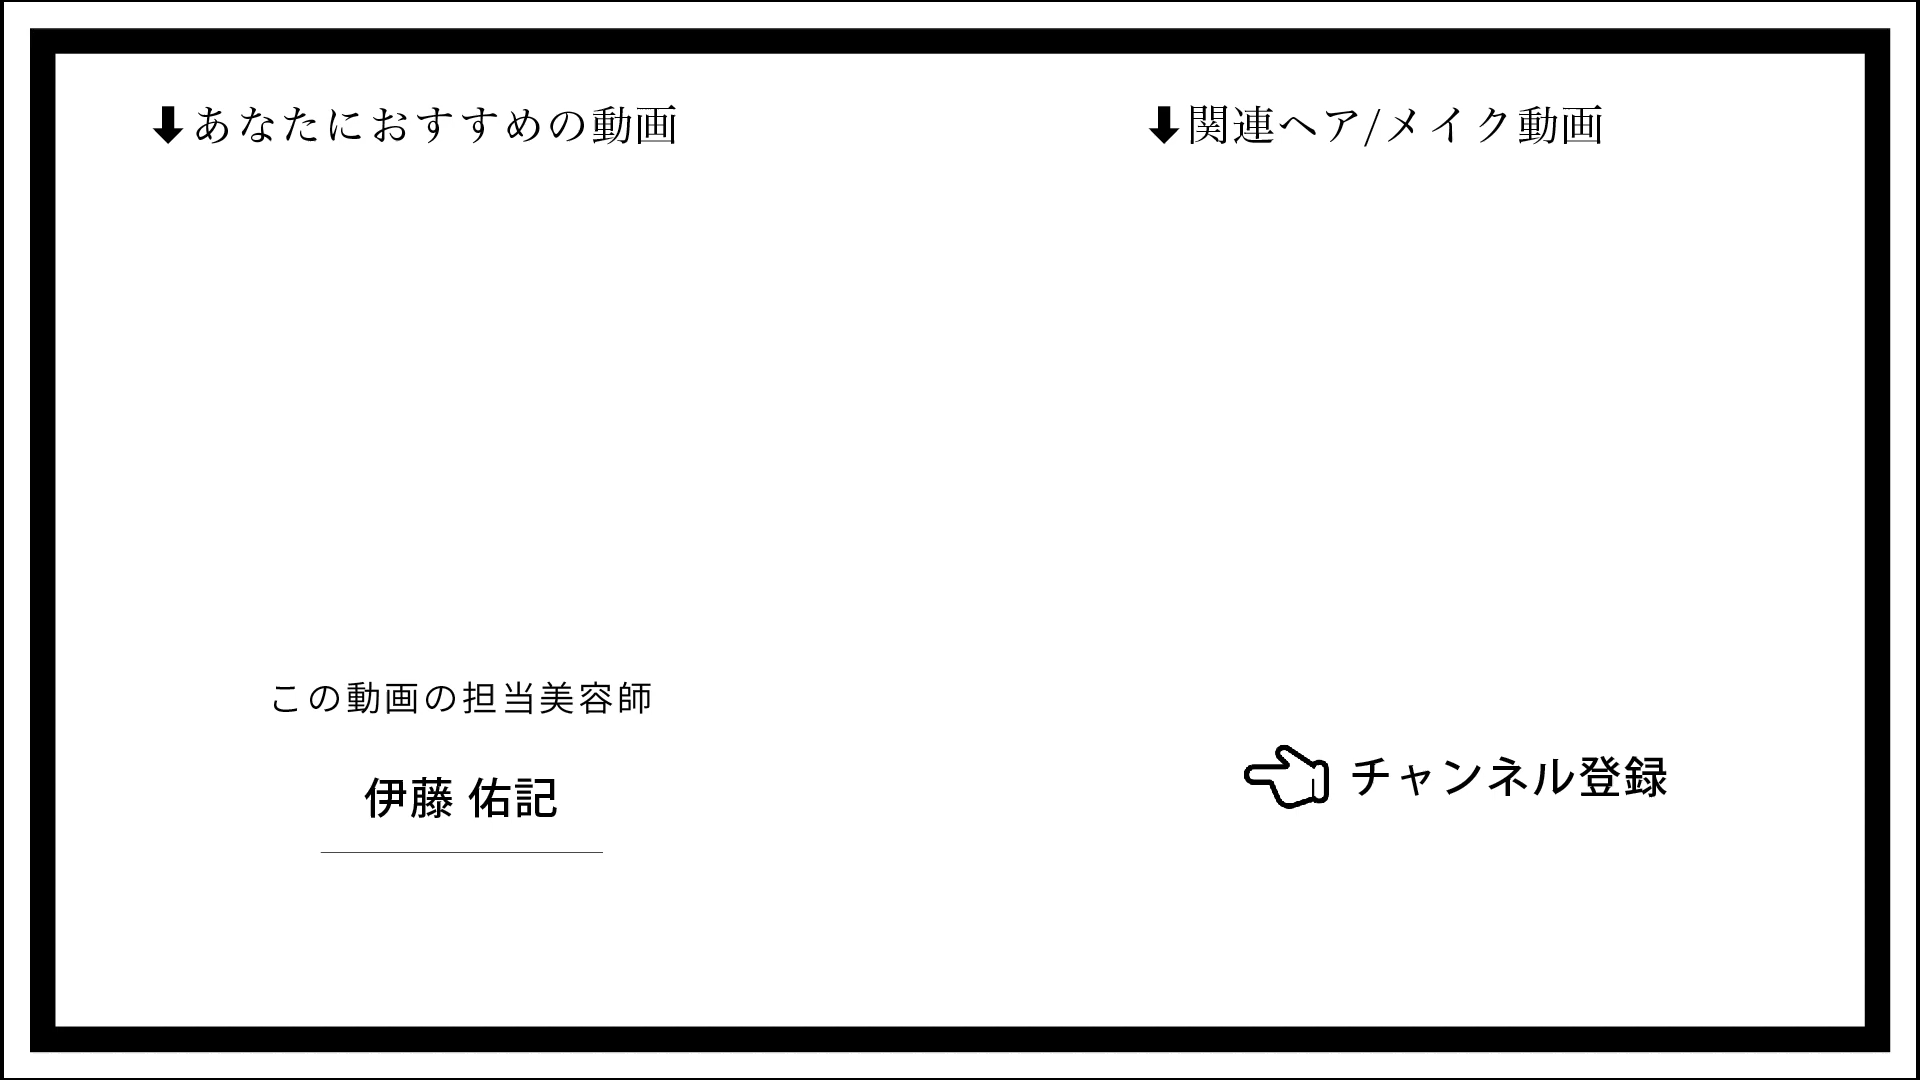 ⬇あなたにおすすめの動画
⬇関連ヘア/メイク動画
この動画の担当美容師
伊藤 佑記
チャンネル登録